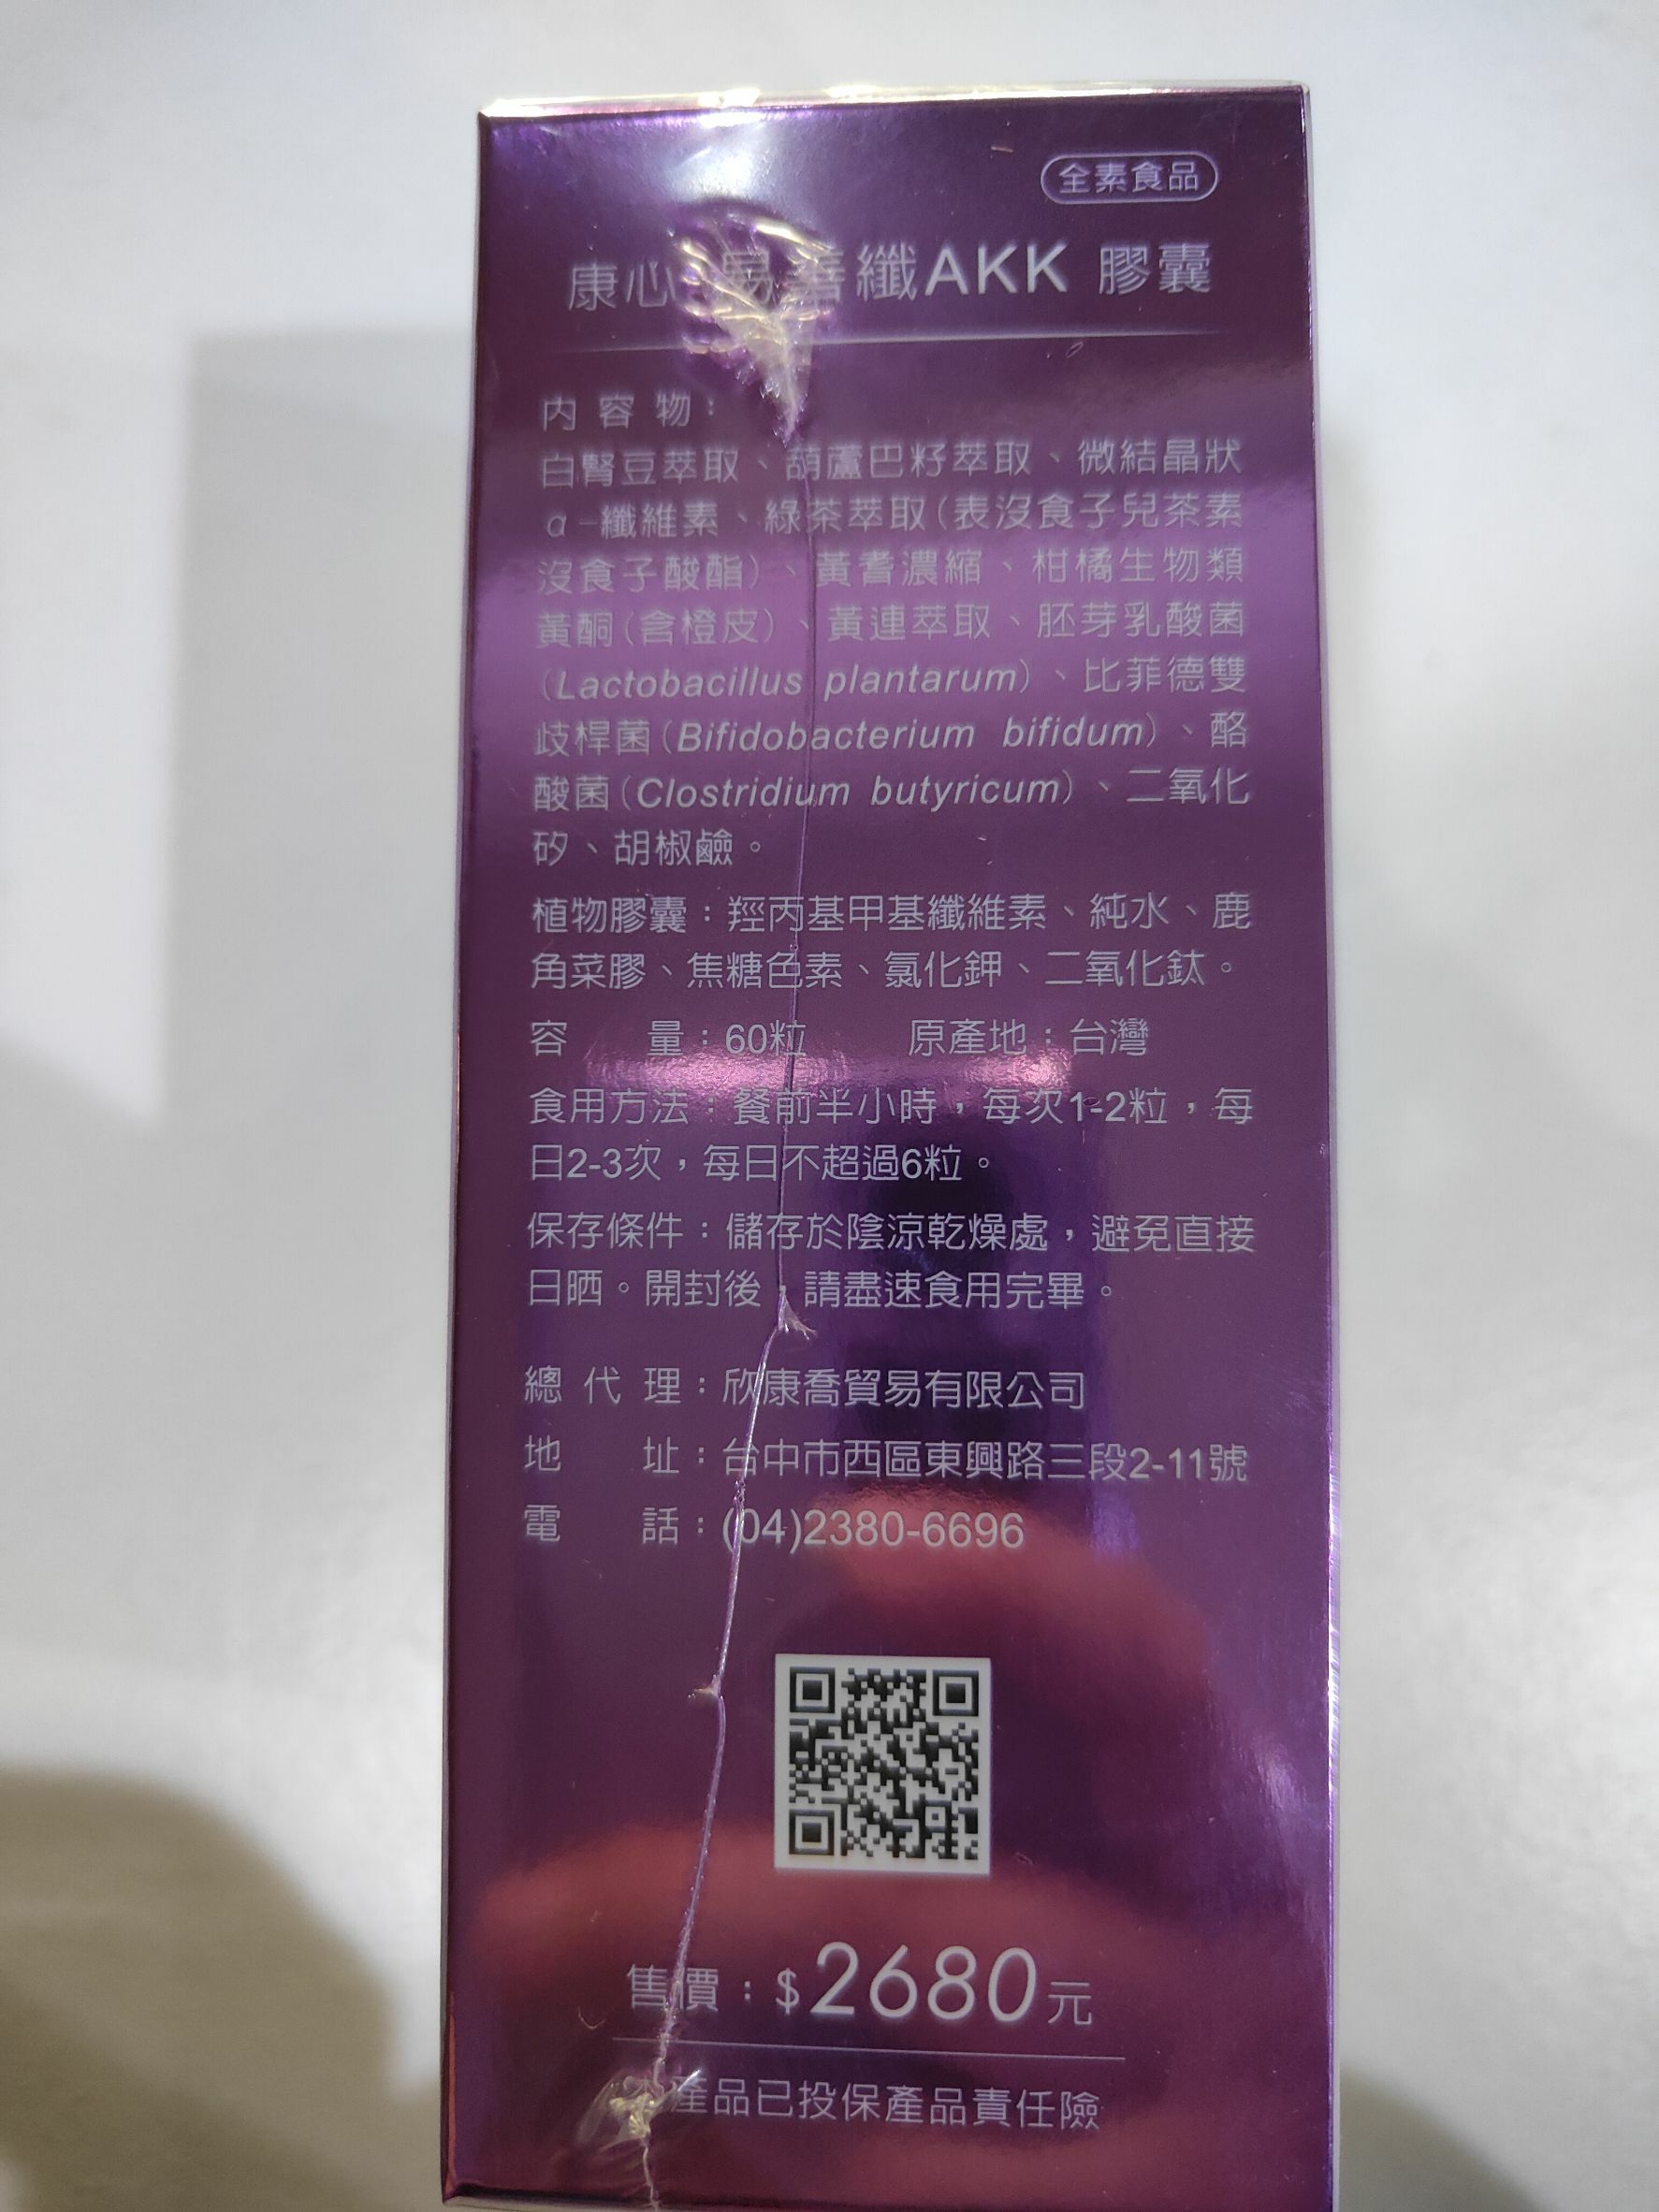 全素食品
康心 易善纖AKK 膠囊
內容物：
白腎豆萃取、葫蘆巴籽萃取、微結晶狀
α-纖維素、綠茶萃取(表沒食子兒茶素
沒食子酸酯)、黃耆濃縮、柑橘生物類
黃酮(含橙皮)、黃連萃取、胚芽乳酸菌
(Lactobacillus plantarum)、比菲德雙
歧桿菌(Bifidobacterium bifidum)、酪
酸菌(Clostridium butyricum)、二氧化
矽、胡椒鹼。
植物膠囊：羥丙基甲基纖維素、純水、鹿
角菜膠、焦糖色素、氯化鉀、二氧化鈦。
容量：60粒 原產地：台灣
食用方法：餐前半小時，每次1-2粒，每
日2-3次，每日不超過6粒。
保存條件：儲存於陰涼乾燥處，避免直接
日晒。開封後，請盡速食用完畢。
總代理：欣康喬貿易有限公司
地址：台中市西區東興路三段2-11號
電話：(04)2380-6696
售價：$2680元
產品已投保產品責任險